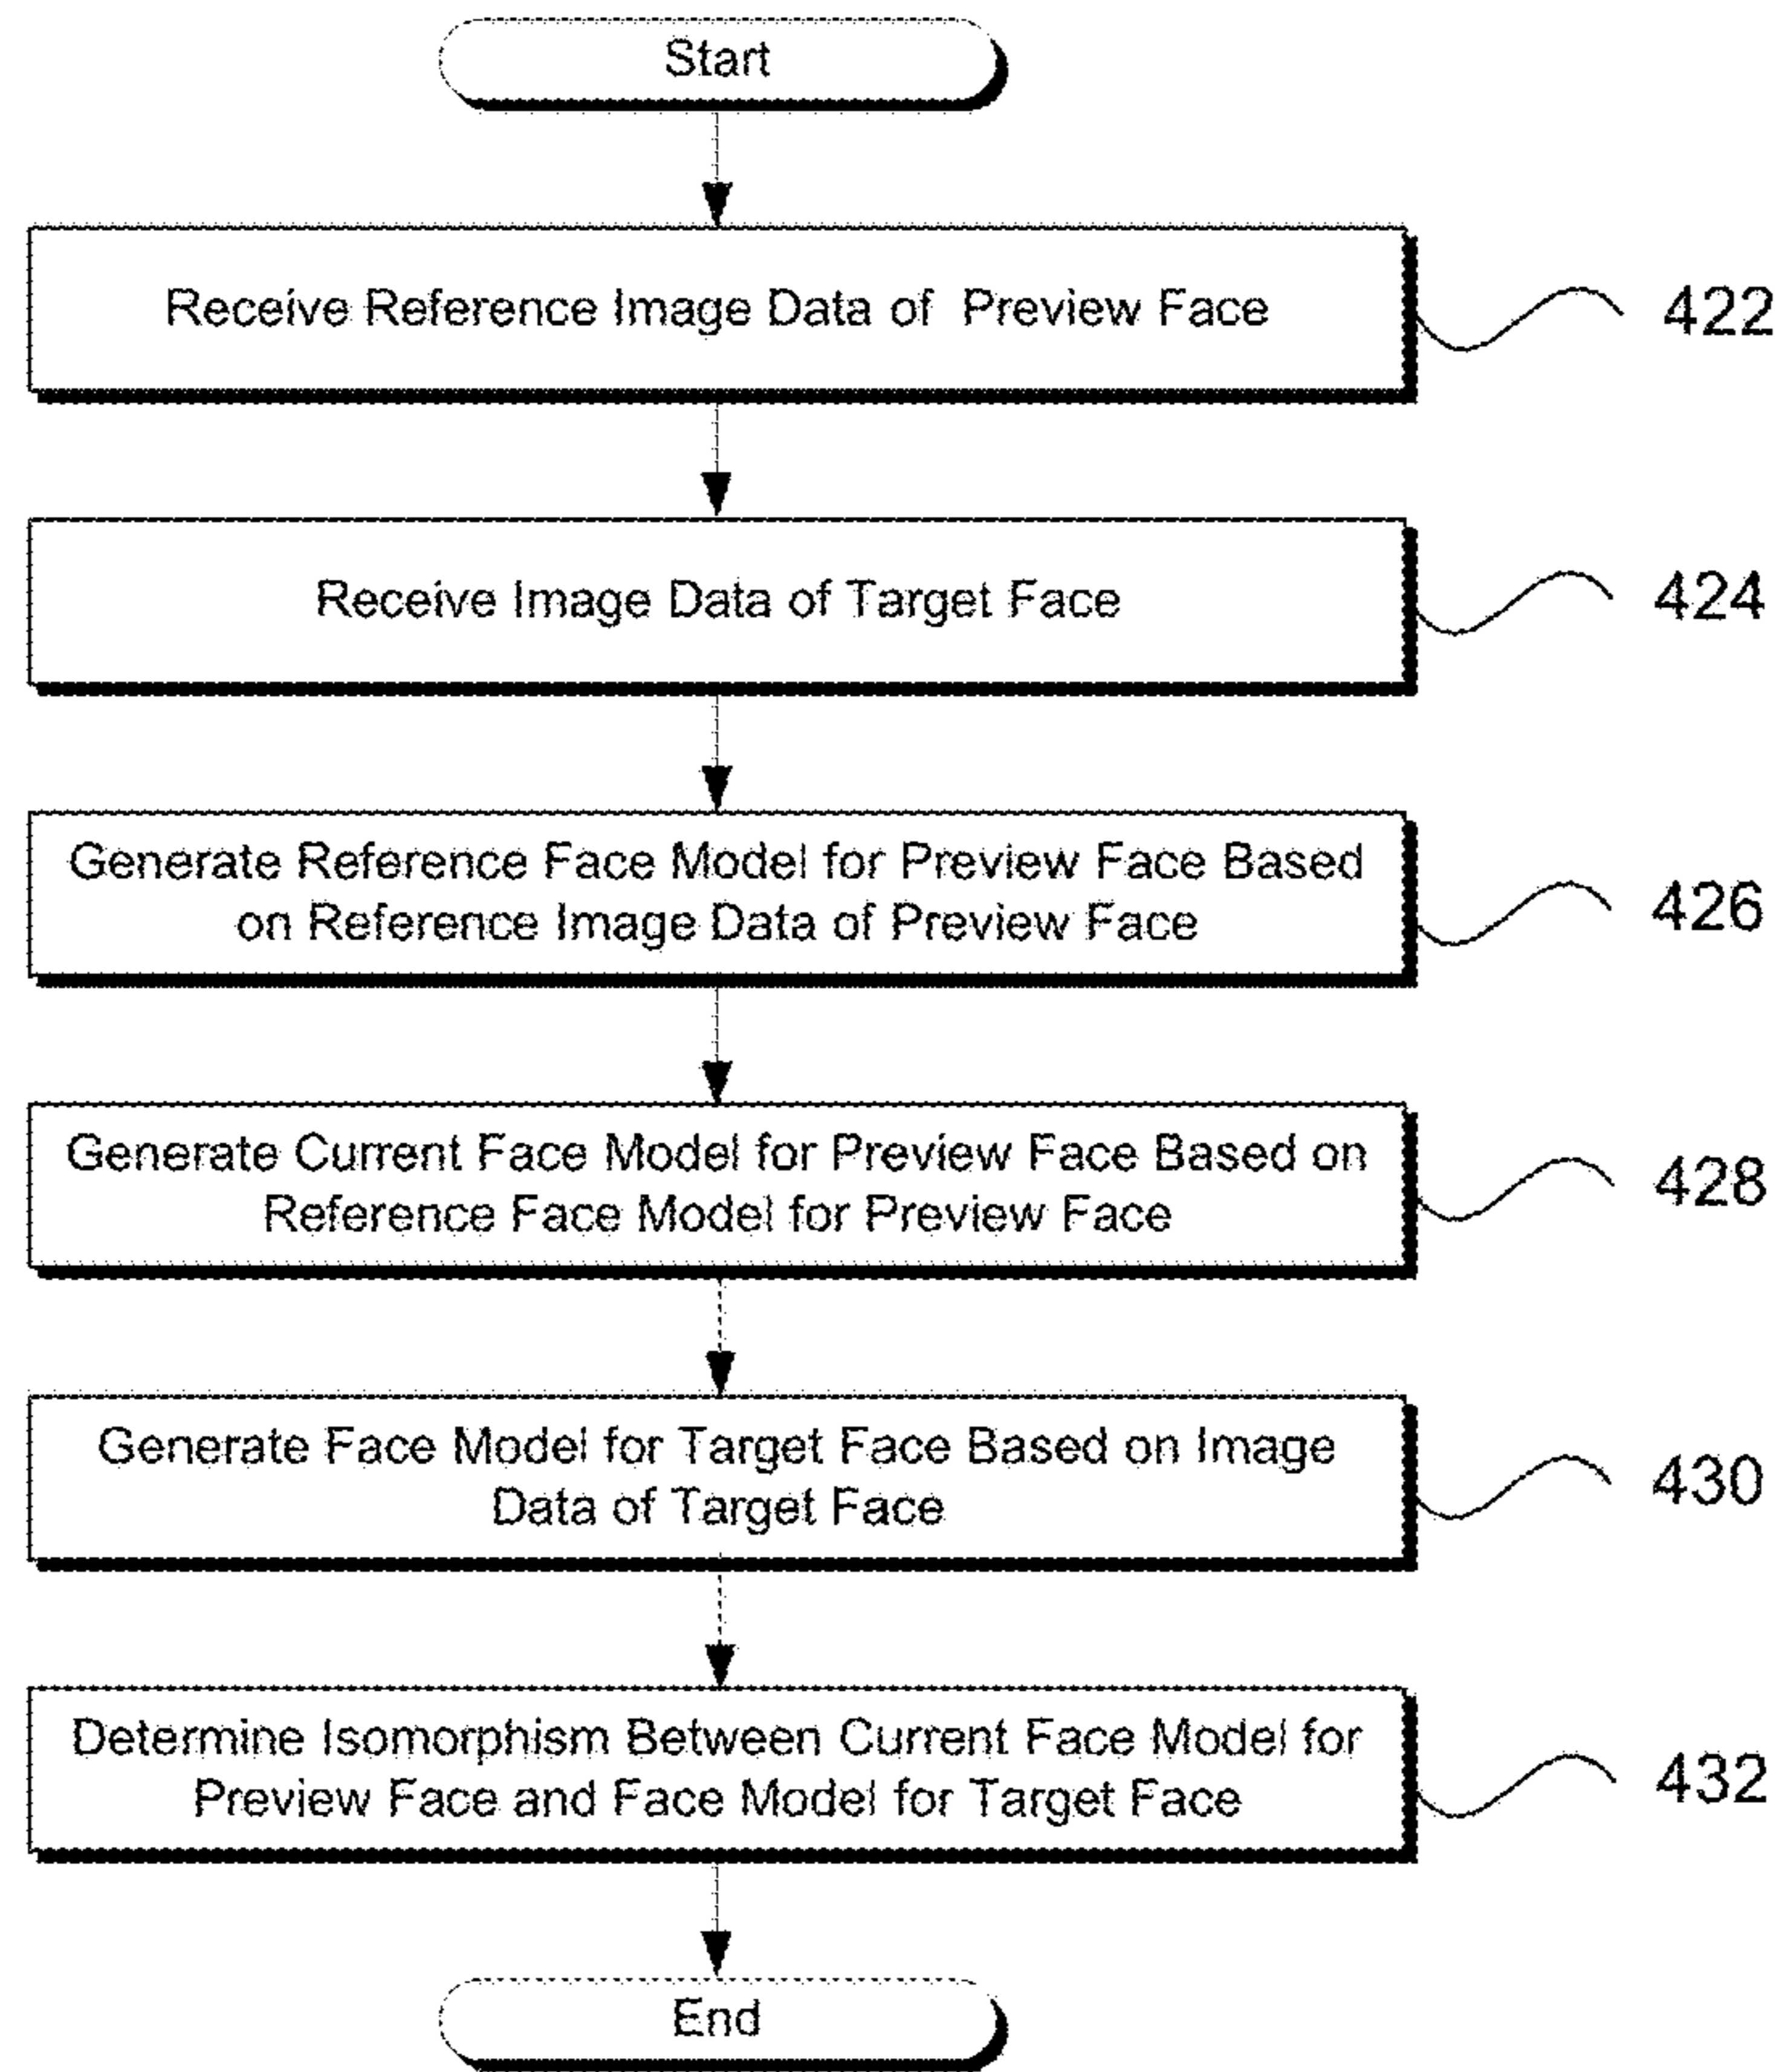 Start
Receive Reference Image Data of Preview Face
422
Receive Image Data of Target Face
424
Generate Reference Face Model for Preview Face Based
on Reference Image Data of Preview Face
426
Generate Current Face Model for Preview Face Based on
Reference Face Model for Preview Face
428
Generate Face Model for Target Face Based on Image
Data of Target Face
430
Determine Isomorphism Between Current Face Model for
Preview Face and Face Model for Target Face
432
End